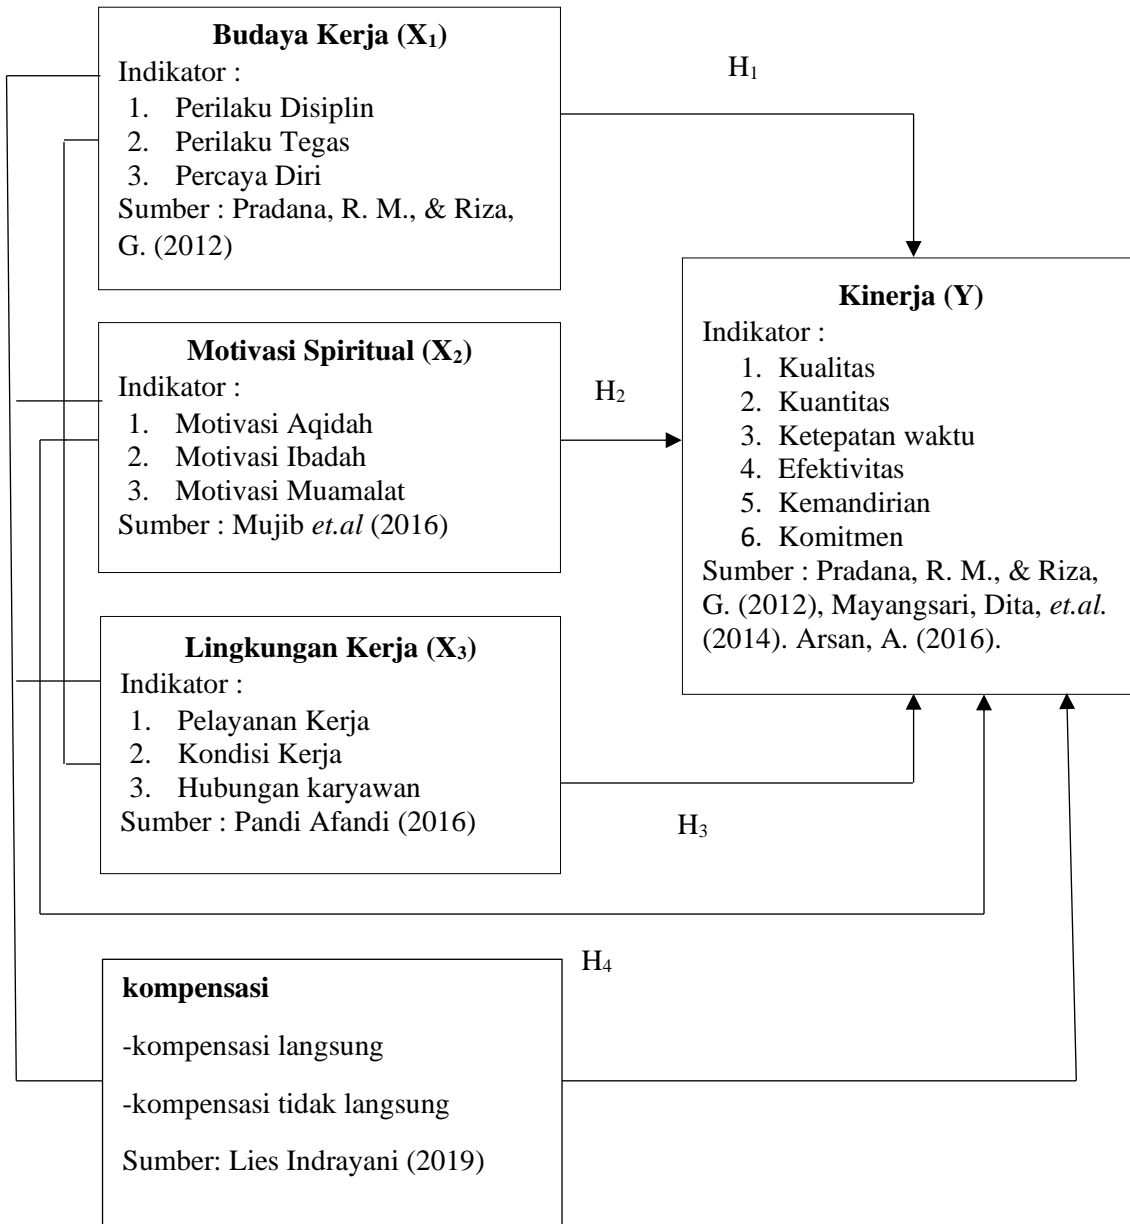 Budaya Kerja (X₁)
Indikator :
1. Perilaku Disiplin
2. Perilaku Tegas
3. Percaya Diri
Sumber : Pradana, R. M., & Riza,
G. (2012)
H₁
Motivasi Spiritual (X₂)
Indikator :
1. Motivasi Aqidah
2. Motivasi Ibadah
3. Motivasi Muamalat
Sumber : Mujib et.al (2016)
H₂
Kinerja (Y)
Indikator :
1. Kualitas
2. Kuantitas
3. Ketepatan waktu
4. Efektivitas
5. Kemandirian
6. Komitmen
Sumber : Pradana, R. M., & Riza,
G. (2012), Mayangsari, Dita, et.al.
(2014). Arsan, A. (2016).
Lingkungan Kerja (X₃)
Indikator :
1. Pelayanan Kerja
2. Kondisi Kerja
3. Hubungan karyawan
Sumber : Pandi Afandi (2016)
H₃
H₄
kompensasi
-kompensasi langsung
-kompensasi tidak langsung
Sumber: Lies Indrayani (2019)